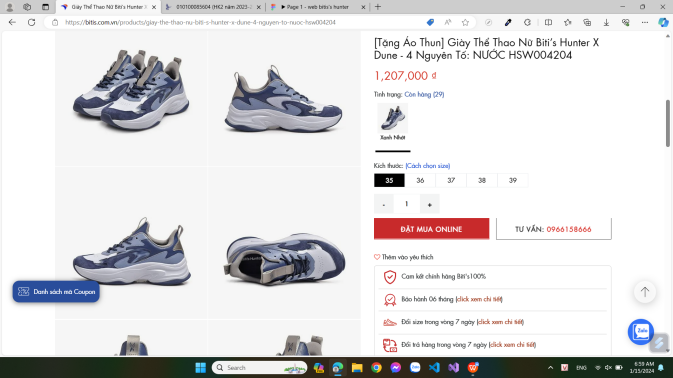 Giày Thể Thao Nữ Biti's Hunter X
010100085604 (HK2 năm 2023-2
Page 1 - web bitis's hunter
https://bitis.com.vn/products/giay-the-thao-nu-biti-s-hunter-x-dune-4-nguyen-to-nuoc-hsw004204
[Tặng Áo Thun] Giày Thể Thao Nữ Biti's Hunter X
Dune - 4 Nguyên Tố: NƯỚC HSW004204
1,207,000 ₫
Tình trạng: Còn hàng (29)
Xanh Nhớt
Kích thước: (Cách chọn size)
35 36 37 38 39
- 1 +
ĐẶT MUA ONLINE
TƯ VẤN: 0966158666
Thêm vào yêu thích
Cam kết chính hãng Biti's100%
Bảo hành 06 tháng (click xem chi tiết)
Đổi size trong vòng 7 ngày (click xem chi tiết)
Đổi trả hàng trong vòng 7 ngày (click xem chi tiết)
Danh sách mã Coupon
Zalo
Search
ENG
6:59 AM
1/15/2024